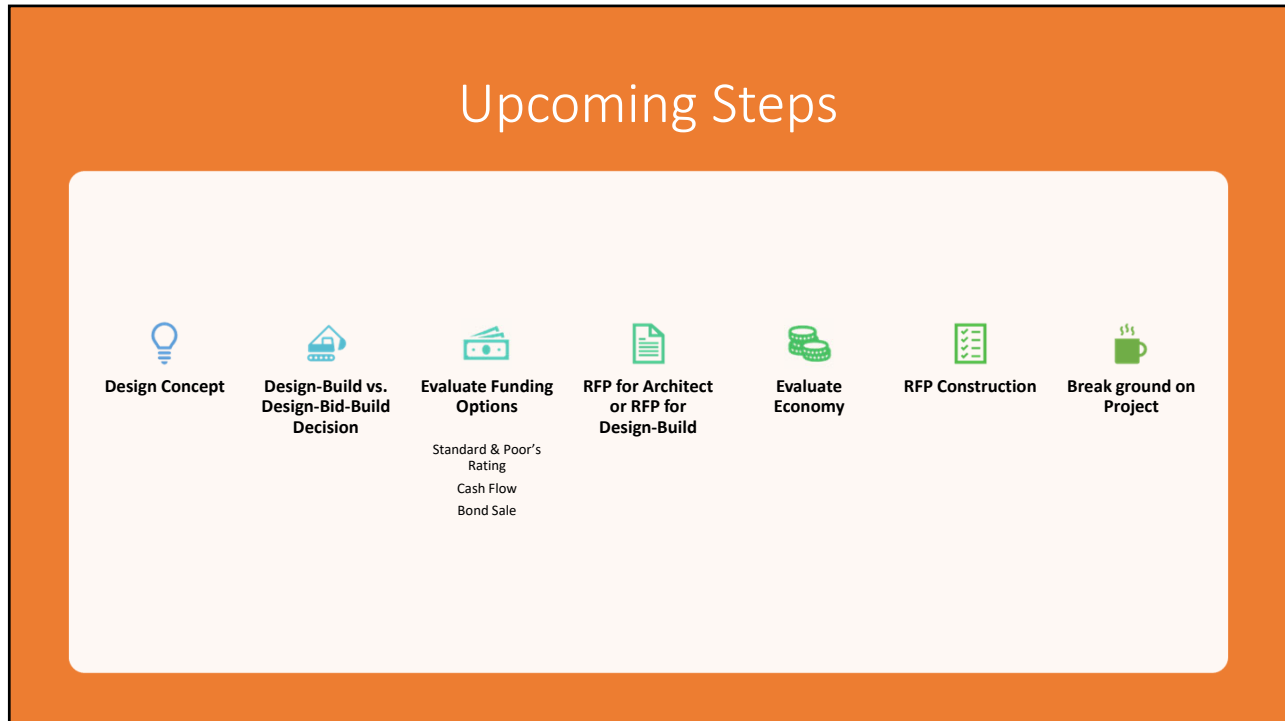 Upcoming Steps
Design Concept
Design-Build vs.
Design-Bid-Build
Decision
Evaluate Funding
Options
Standard & Poor’s
Rating
Cash Flow
Bond Sale
RFP for Architect
or RFP for
Design-Build
Evaluate
Economy
RFP Construction
Break ground on
Project